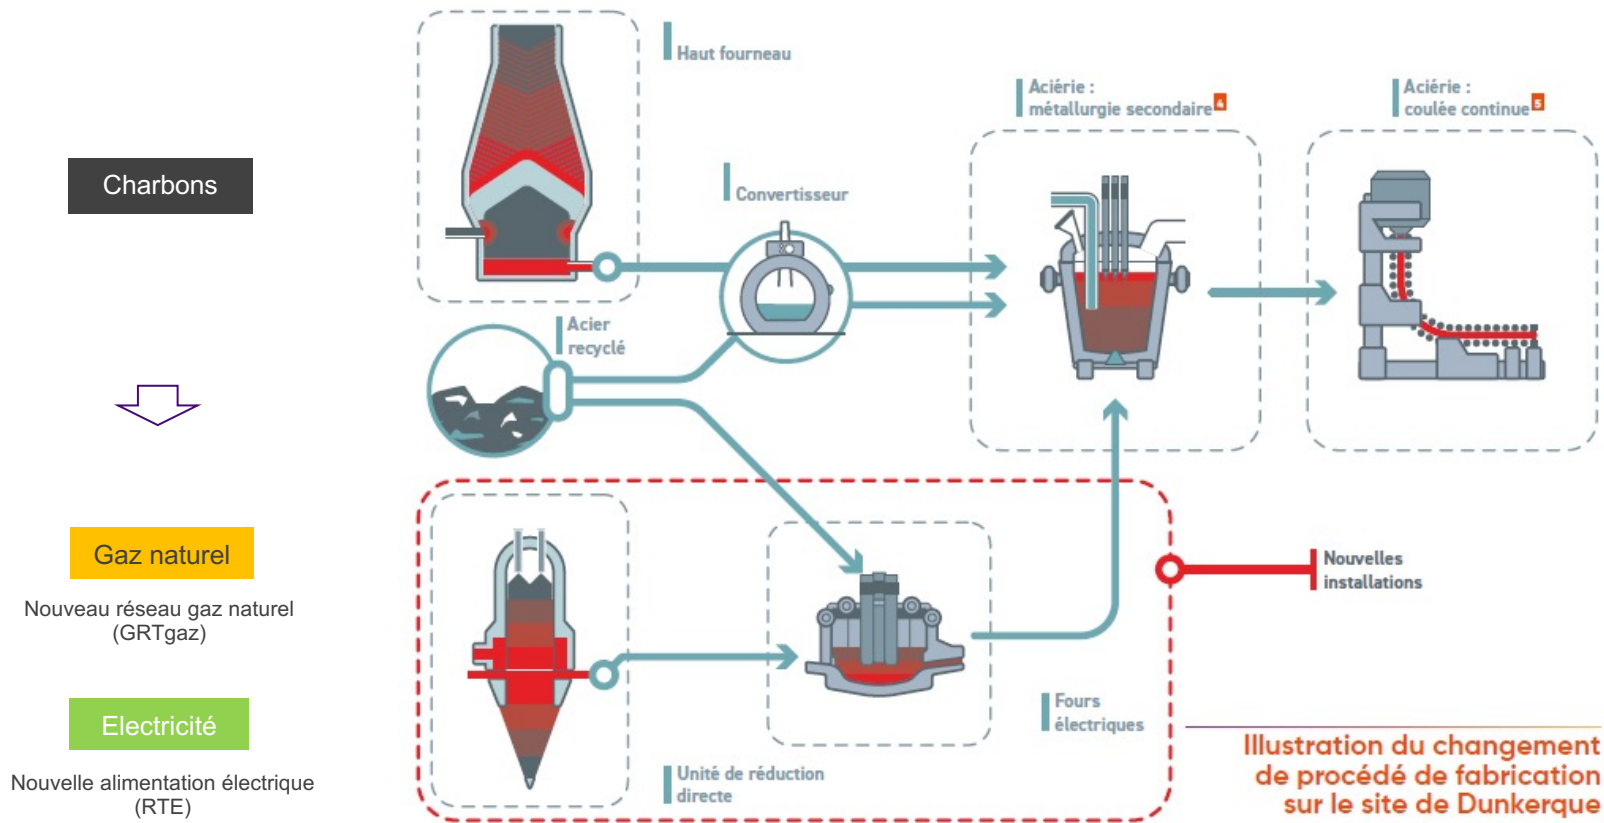 Haut fourneau
Aciérie :
métallurgie secondaire 4
Aciérie :
coulée continue 5
Charbons
Convertisseur
Acier
recyclé
Gaz naturel
Nouveau réseau gaz naturel
(GRTgaz)
Nouvelles
installations
Electricité
Nouvelle alimentation électrique
(RTE)
Fours
électriques
Unité de réduction
directe
Illustration du changement
de procédé de fabrication
sur le site de Dunkerque